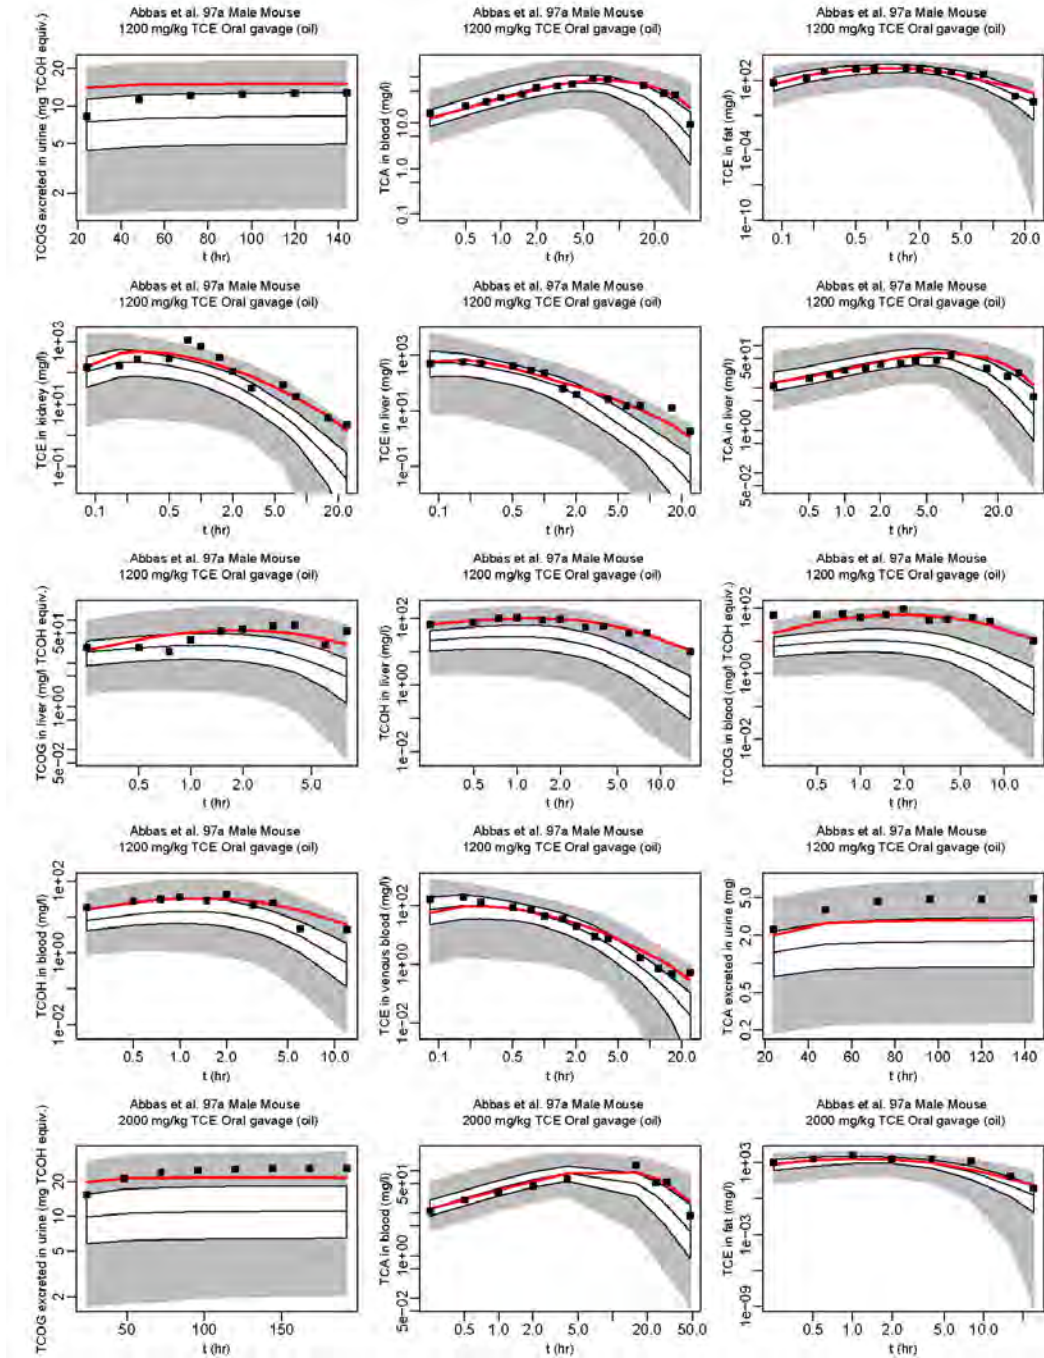 Abbas et al. 97a Male Mouse
1200 mg/kg TCE Oral gavage (oil)
TCOG excreted in urine (mg TCOH equiv.)
20
10
5
2
20 40 60 80 100 120 140
t (hr)
Abbas et al. 97a Male Mouse
1200 mg/kg TCE Oral gavage (oil)
TCA in blood (mg/l)
10.0
1.0
0.1
0.5 1.0 2.0 5.0 20.0
t (hr)
Abbas et al. 97a Male Mouse
1200 mg/kg TCE Oral gavage (oil)
TCE in fat (mg/l)
1e+02
1e-04
1e-10
0.1 0.5 2.0 5.0 20.0
t (hr)
Abbas et al. 97a Male Mouse
1200 mg/kg TCE Oral gavage (oil)
TCE in kidney (mg/l)
1e+03
1e+01
1e-01
0.1 0.5 2.0 5.0 20.0
t (hr)
Abbas et al. 97a Male Mouse
1200 mg/kg TCE Oral gavage (oil)
TCE in liver (mg/l)
1e+03
1e+01
1e-01
0.1 0.5 2.0 5.0 20.0
t (hr)
Abbas et al. 97a Male Mouse
1200 mg/kg TCE Oral gavage (oil)
TCA in liver (mg/l)
5e+01
1e+00
5e-02
0.5 1.0 2.0 5.0 20.0
t (hr)
Abbas et al. 97a Male Mouse
1200 mg/kg TCE Oral gavage (oil)
TCOG in liver (mg/l TCOH equiv.)
5e+01
1e+00
5e-02
0.5 1.0 2.0 5.0
t (hr)
Abbas et al. 97a Male Mouse
1200 mg/kg TCE Oral gavage (oil)
TCOH in liver (mg/l)
1e+02
1e+00
1e-02
0.5 1.0 2.0 5.0 10.0
t (hr)
Abbas et al. 97a Male Mouse
1200 mg/kg TCE Oral gavage (oil)
TCOG in blood (mg/l TCOH equiv.)
1e+02
1e+00
1e-02
0.5 1.0 2.0 5.0 10.0
t (hr)
Abbas et al. 97a Male Mouse
1200 mg/kg TCE Oral gavage (oil)
TCOH in blood (mg/l)
1e+02
1e+00
1e-02
0.5 1.0 2.0 5.0 10.0
t (hr)
Abbas et al. 97a Male Mouse
1200 mg/kg TCE Oral gavage (oil)
TCE in venous blood (mg/l)
1e+02
1e+00
1e-02
0.1 0.5 2.0 5.0 20.0
t (hr)
Abbas et al. 97a Male Mouse
1200 mg/kg TCE Oral gavage (oil)
TCA excreted in urine (mg)
5.0
2.0
0.5
0.2
20 40 60 80 100 120 140
t (hr)
Abbas et al. 97a Male Mouse
2000 mg/kg TCE Oral gavage (oil)
TCOG excreted in urine (mg TCOH equiv.)
20
10
5
2
50 100 150
t (hr)
Abbas et al. 97a Male Mouse
2000 mg/kg TCE Oral gavage (oil)
TCA in blood (mg/l)
5e+01
1e+00
5e-02
0.5 1.0 2.0 5.0 20.0 50.0
t (hr)
Abbas et al. 97a Male Mouse
2000 mg/kg TCE Oral gavage (oil)
TCE in fat (mg/l)
1e+03
1e-03
1e-09
0.5 1.0 2.0 5.0 20.0
t (hr)